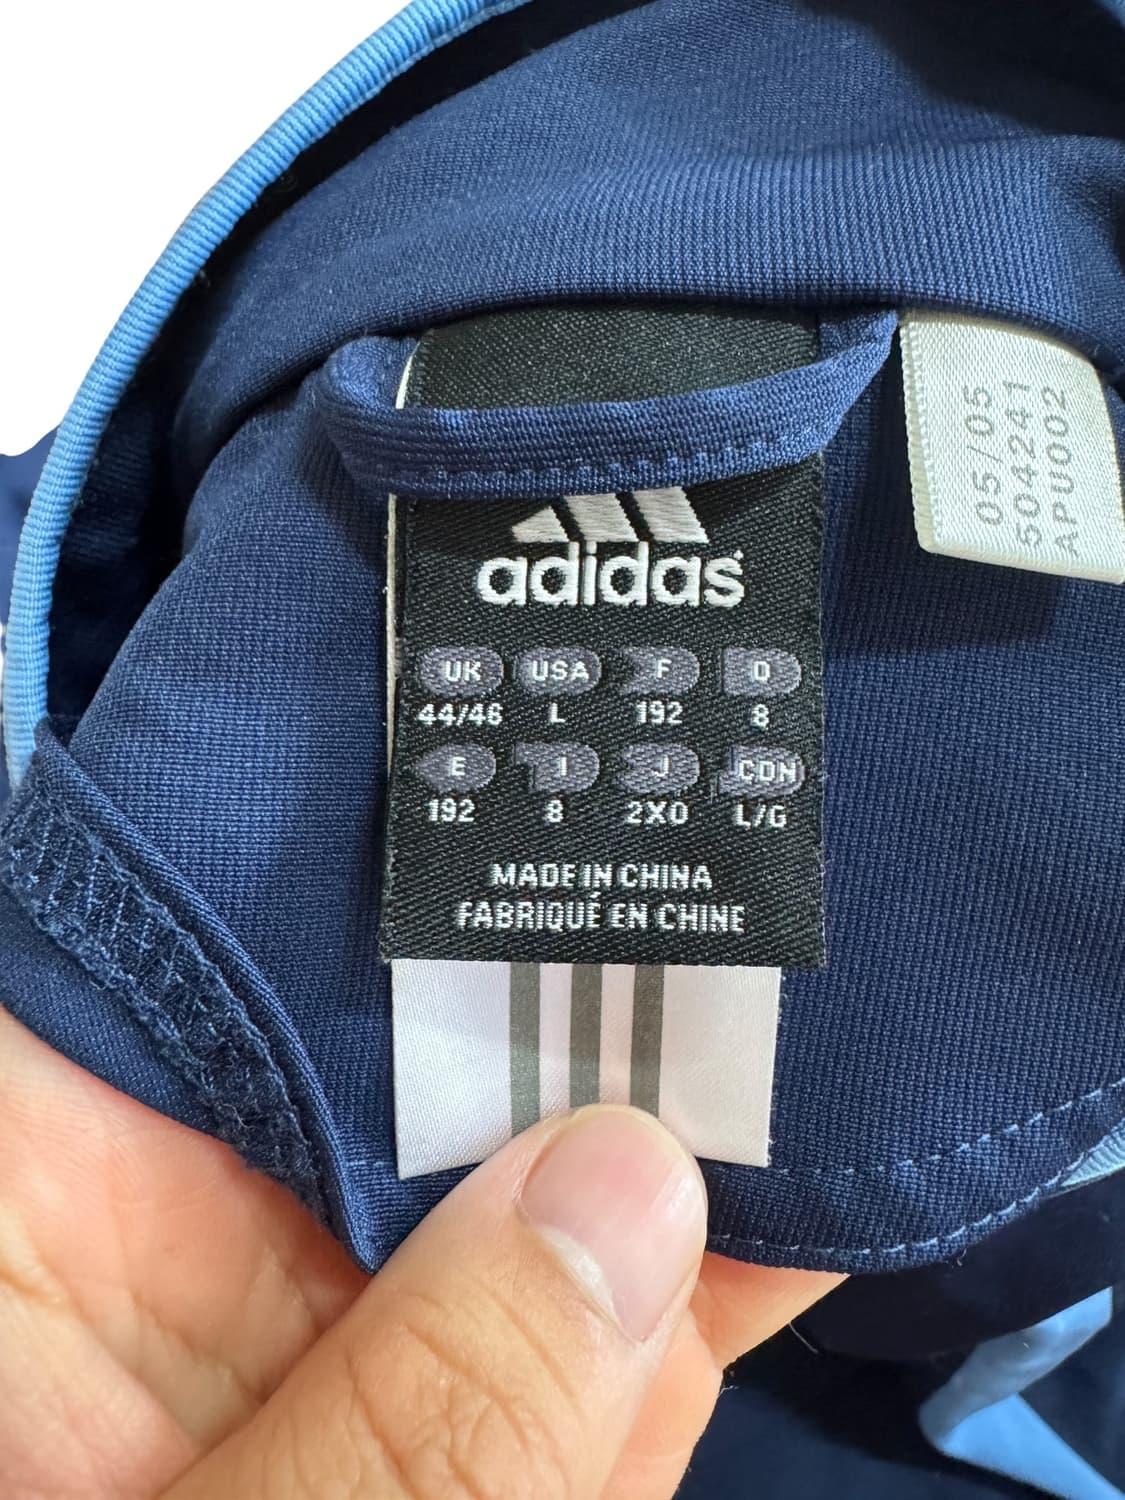 adidas
UK USA F D
44/46 L 192 8
E I J CDN
192 8 2XO L/G
MADE IN CHINA
FABRIQUÉ EN CHINE
05/05
504241
APU002